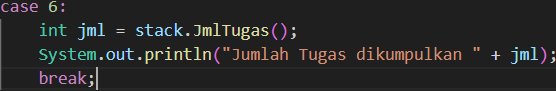 case 6:
    int jml = stack.JmlTugas();
    System.out.println("Jumlah Tugas dikumpulkan " + jml);
    break;